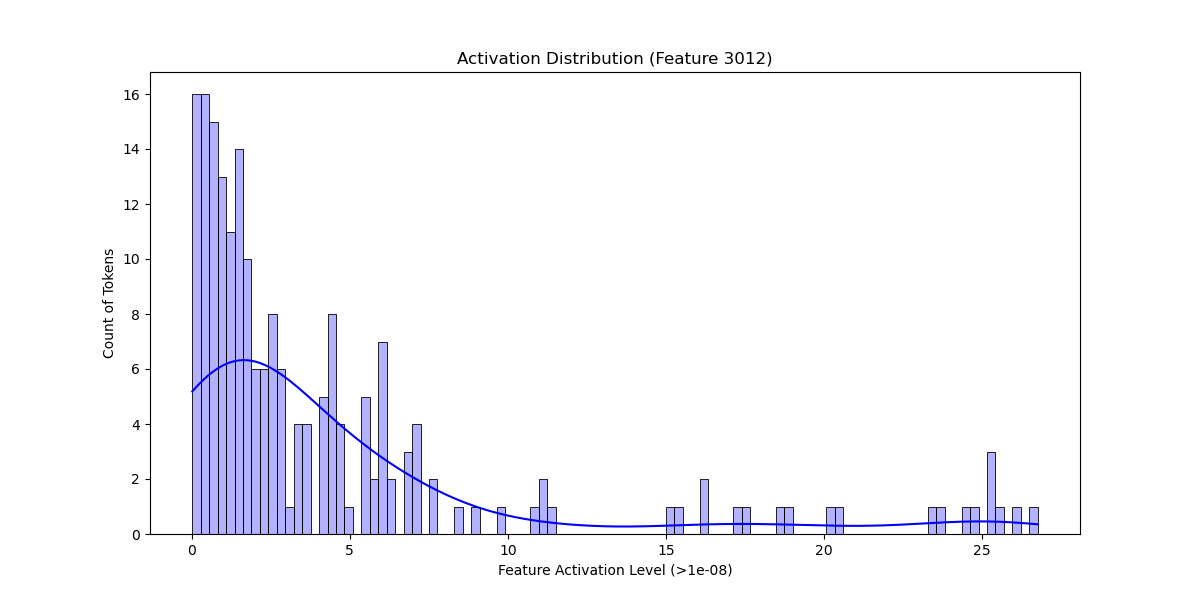 Activation Distribution (Feature 3012)
16
14
12
10
8
6
4
2
0
Count of Tokens
0 5 10 15 20 25
Feature Activation Level (>1e-08)